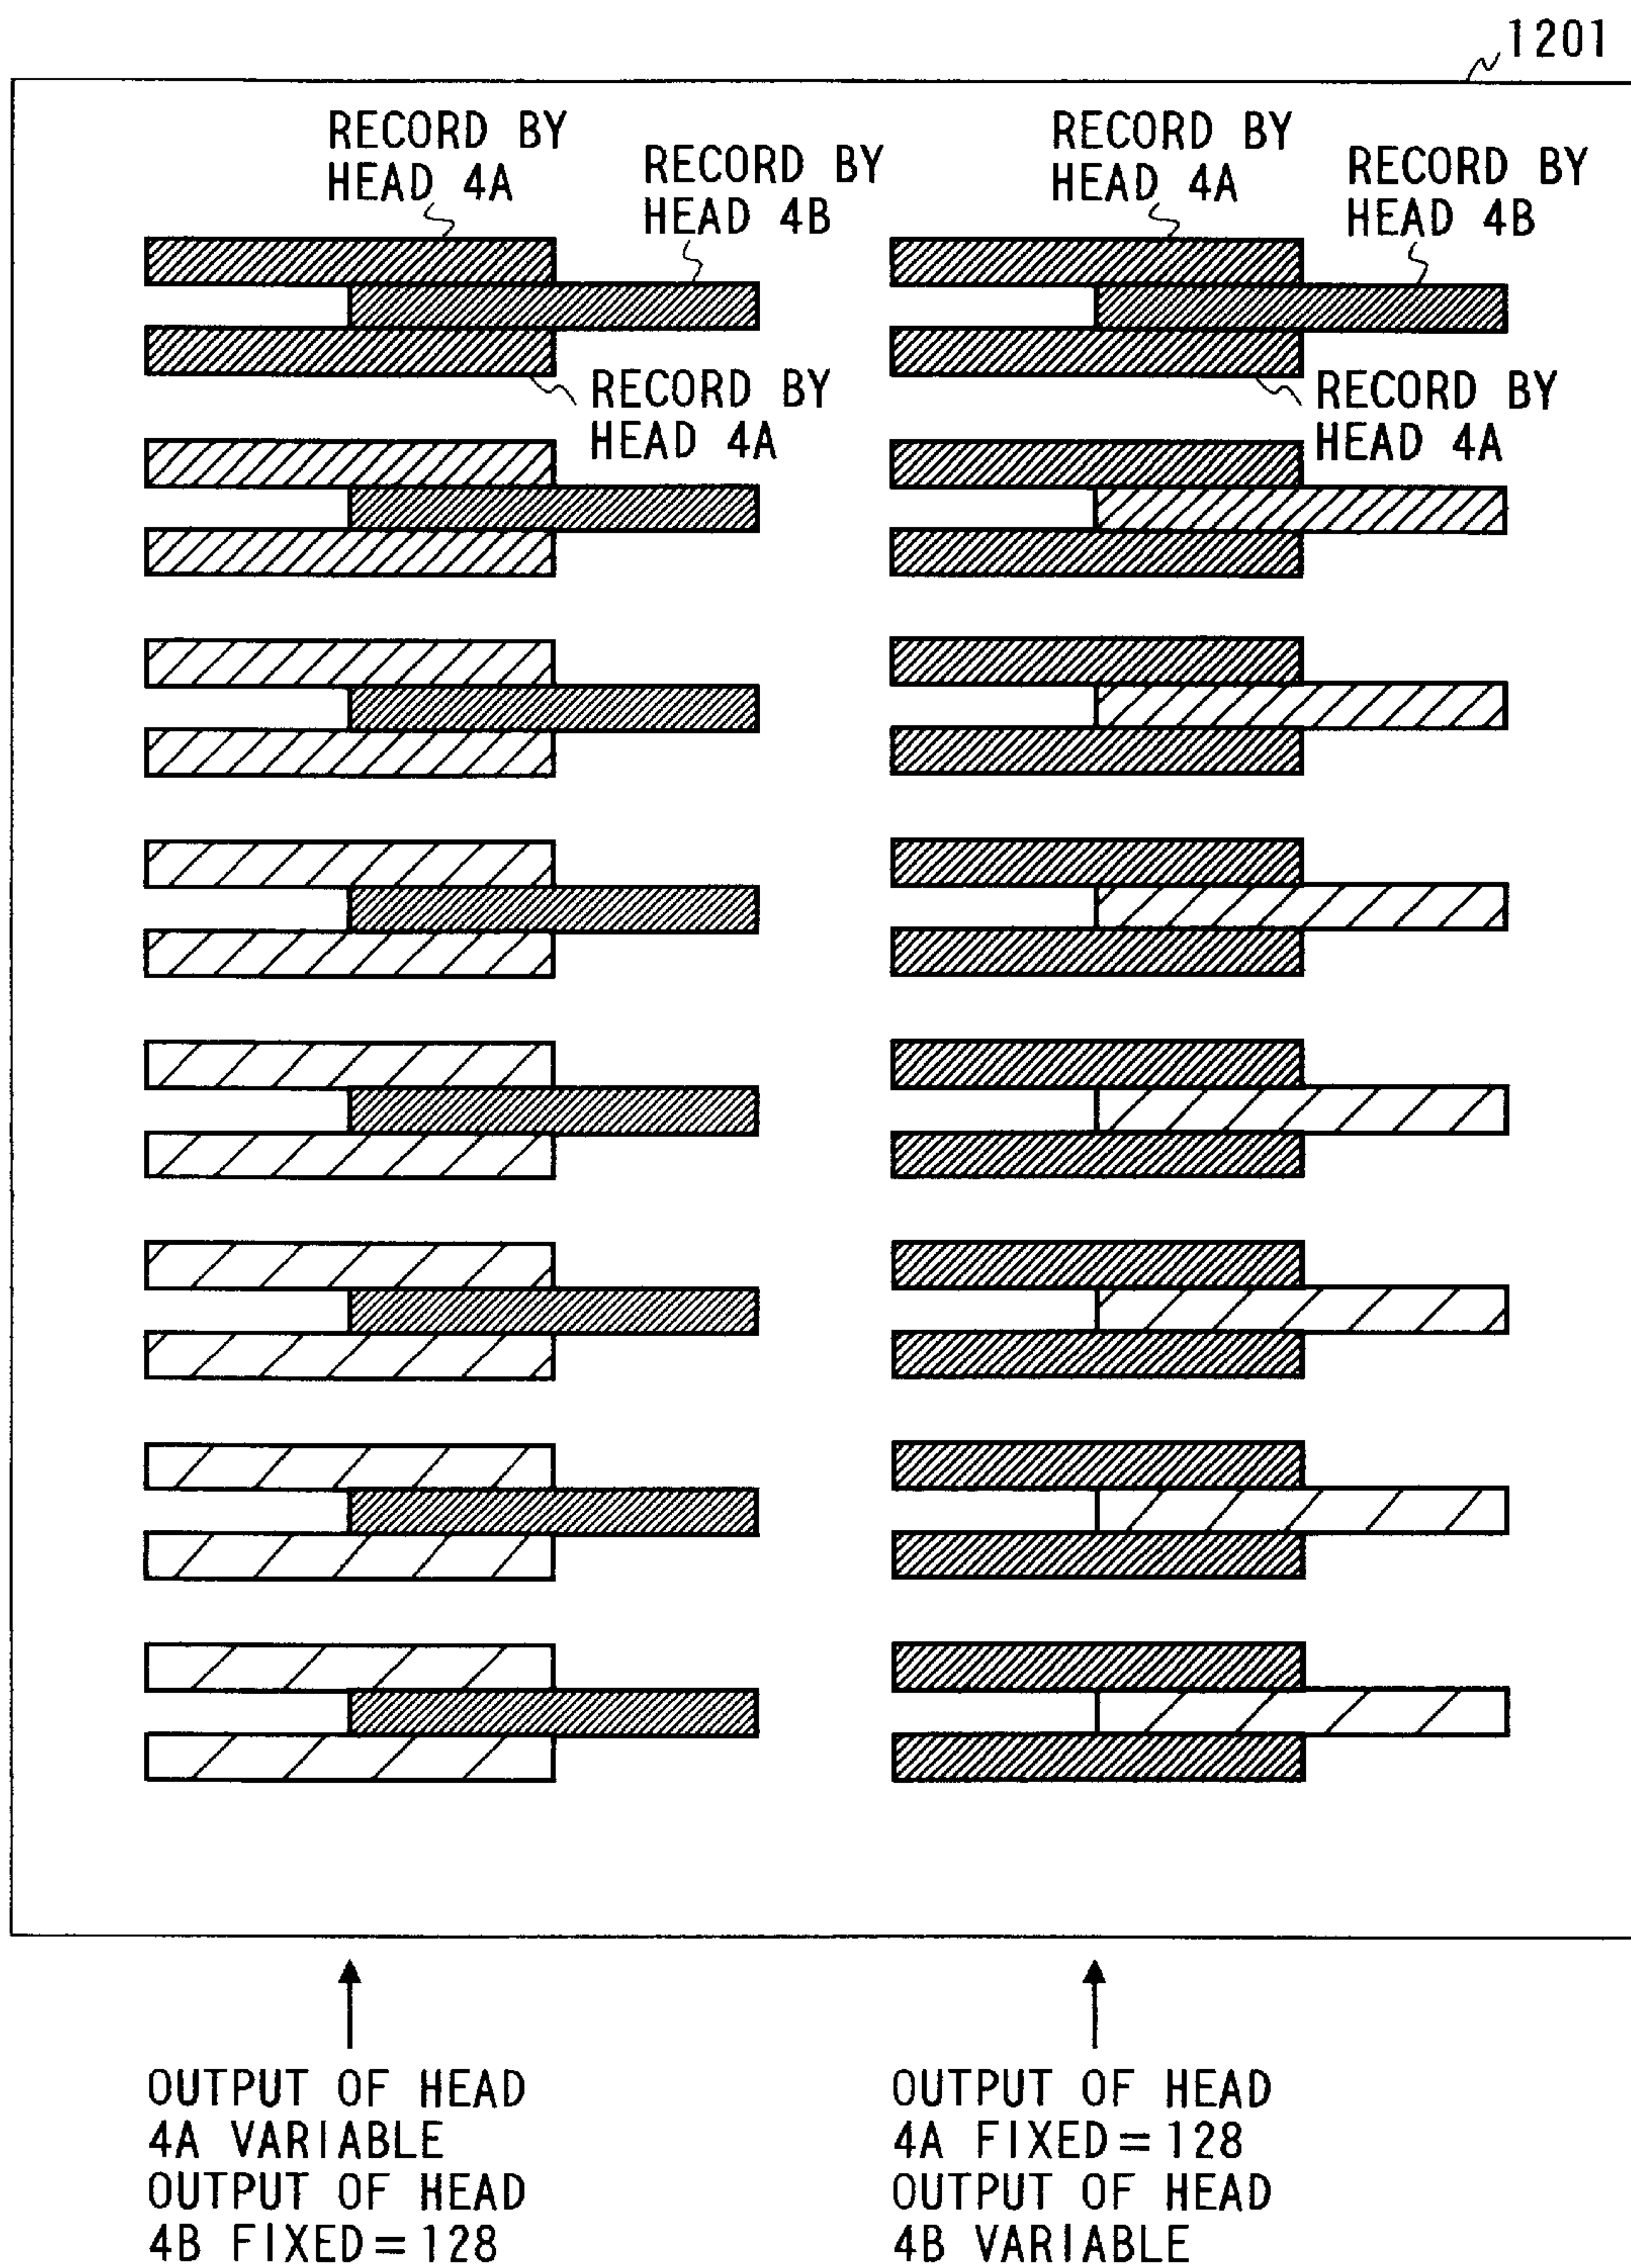 1201
RECORD BY
HEAD 4A
RECORD BY
HEAD 4B
RECORD BY
HEAD 4A
RECORD BY
HEAD 4B
RECORD BY
HEAD 4A
RECORD BY
HEAD 4A
OUTPUT OF HEAD
4A VARIABLE
OUTPUT OF HEAD
4B FIXED=128
OUTPUT OF HEAD
4A FIXED=128
OUTPUT OF HEAD
4B VARIABLE